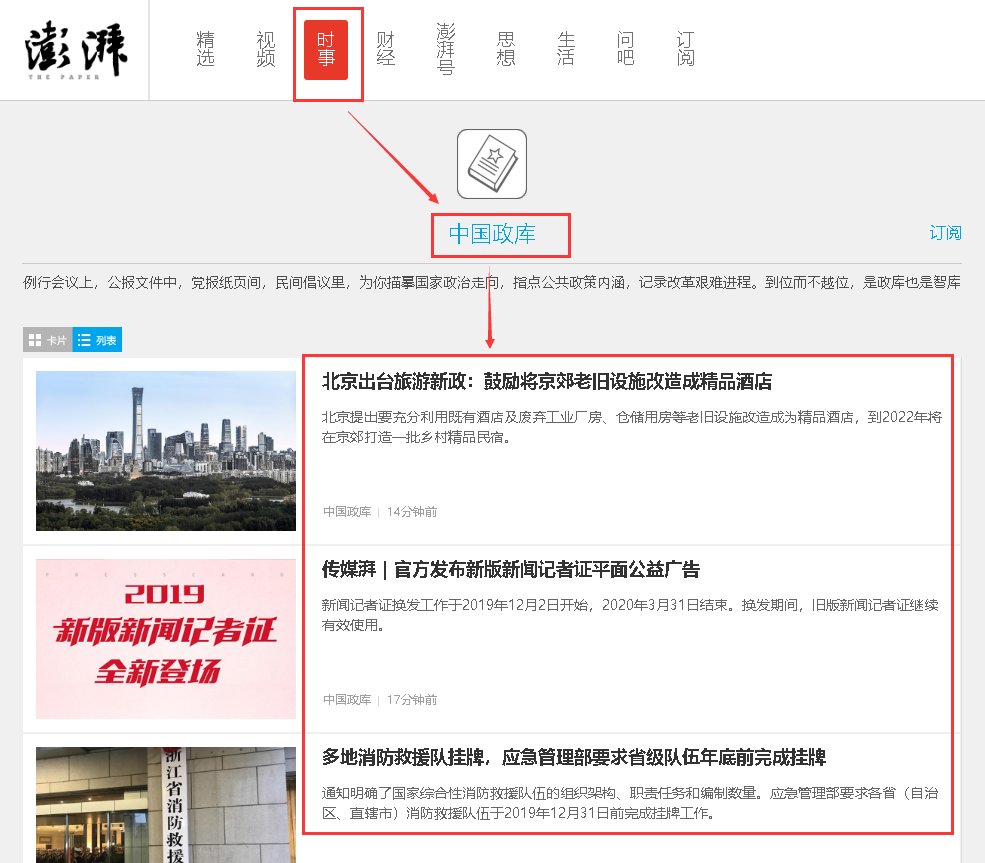 澎湃
THE PAPER
精选
视频
时事
财经
澎湃号
思想
生活
问吧
订阅
中国政库
订阅
例行会议上，公报文件中，党报纸页间，民间倡议里，为你描摹国家政治走向，指点公共政策内涵，记录改革艰难进程。到位而不越位，是政库也是智库
卡片
列表
北京出台旅游新政：鼓励将京郊老旧设施改造成精品酒店
北京提出要充分利用既有酒店及废弃工业厂房、仓储用房等老旧设施改造成为精品酒店，到2022年将
在京郊打造一批乡村精品民宿。
中国政库 | 14分钟前
2019
新版新闻记者证
全新登场
传媒湃｜官方发布新版新闻记者证平面公益广告
新闻记者证换发工作于2019年12月2日开始，2020年3月31日结束。换发期间，旧版新闻记者证继续
有效使用。
中国政库 | 17分钟前
浙江省消防救援
多地消防救援队挂牌，应急管理部要求省级队伍年底前完成挂牌
通知明确了国家综合性消防救援队伍的组织架构、职责任务和编制数量。应急管理部要求各省（自治
区、直辖市）消防救援队伍于2019年12月31日前完成挂牌工作。